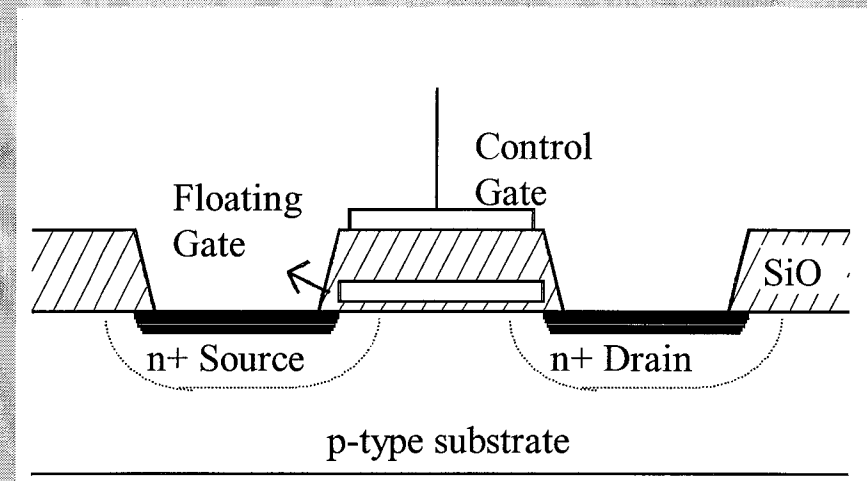 Control
Gate
Floating
Gate
SiO
n+ Source
n+ Drain
p-type substrate